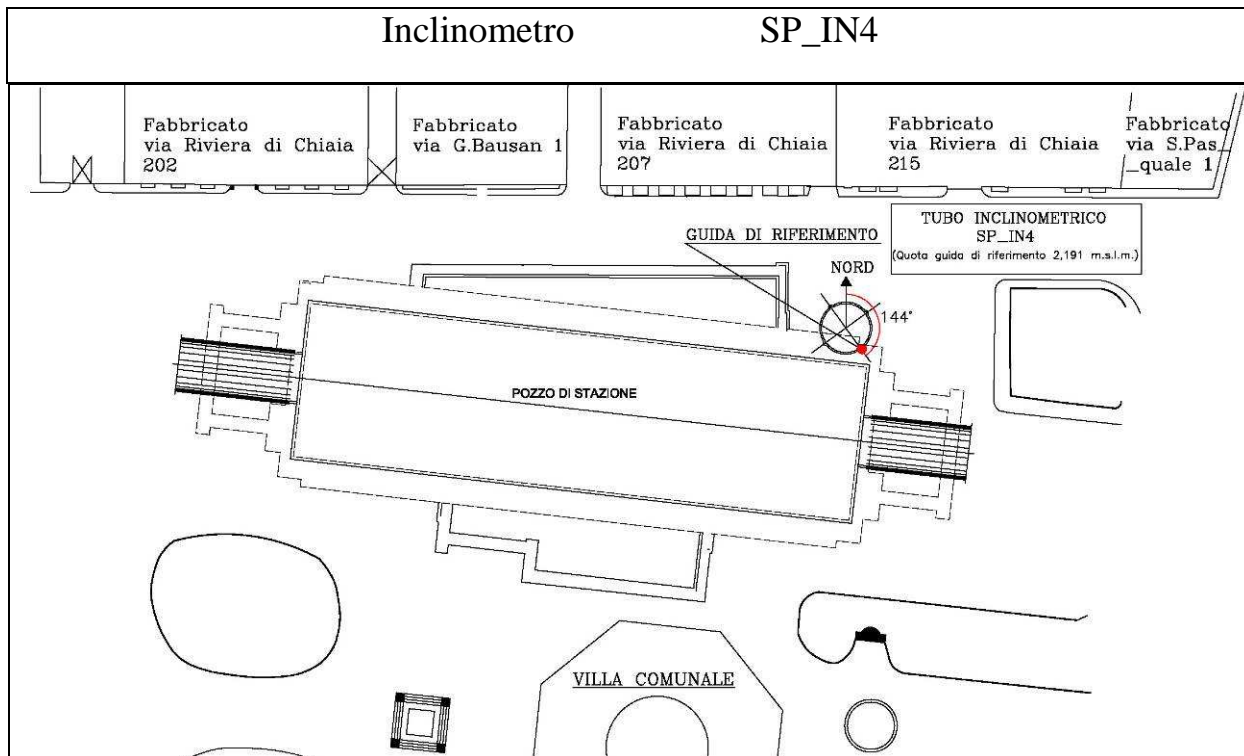 Inclinometro SP_IN4
Fabbricato
via Riviera di Chiaia
202
Fabbricato
via G.Bausan 1
Fabbricato
via Riviera di Chiaia
207
Fabbricato
via Riviera di Chiaia
215
Fabbricato
via S.Pas_
_quale 1
TUBO INCLINOMETRICO
SP_IN4
(Quota guida di riferimento 2,191 m.s.l.m.)
GUIDA DI RIFERIMENTO
NORD
144°
POZZO DI STAZIONE
VILLA COMUNALE